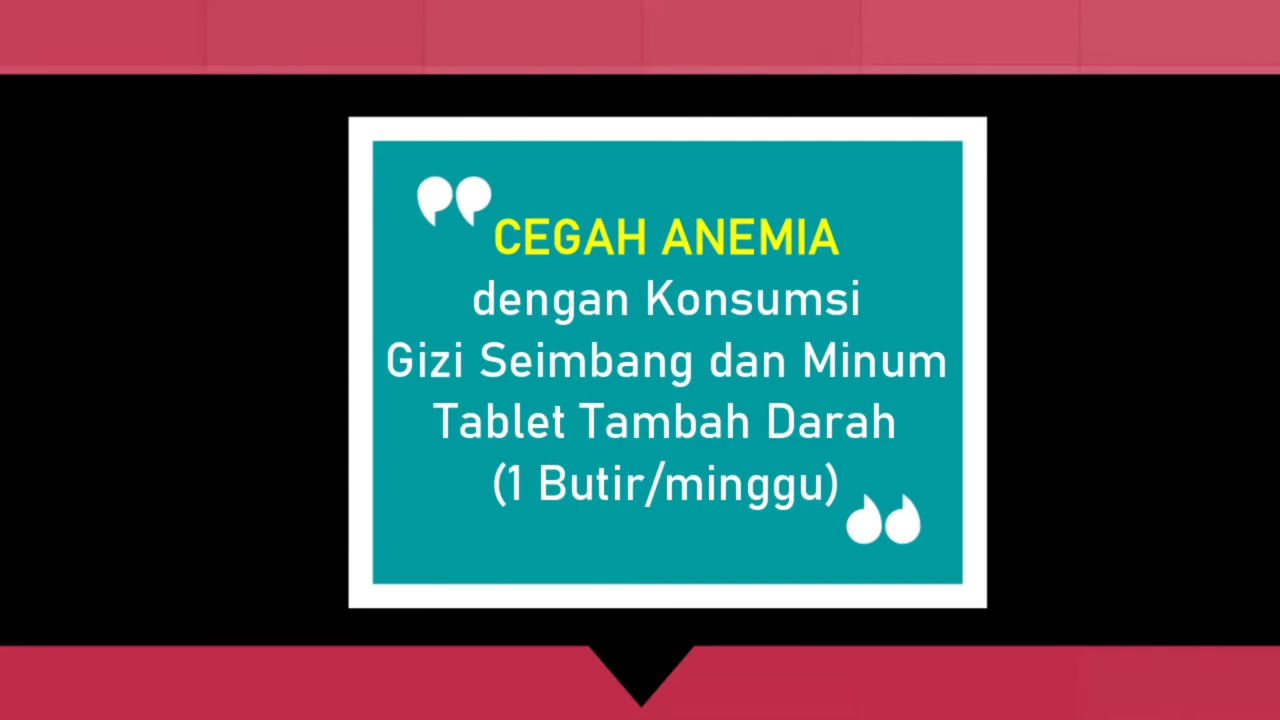 CEGAH ANEMIA
dengan Konsumsi
Gizi Seimbang dan Minum
Tablet Tambah Darah
(1 Butir/minggu)